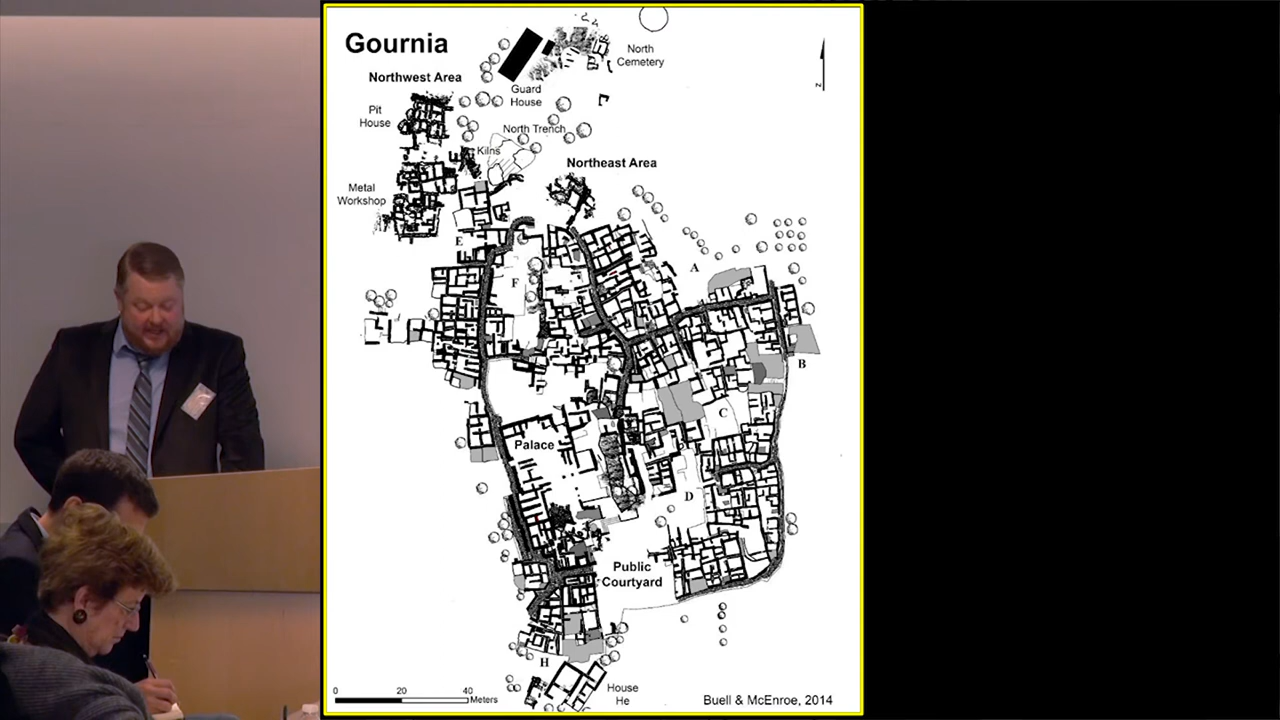 Gournia
North
Cemetery
Northwest Area
Guard
House
N
Pit
House
North Trench
Kilns
Northeast Area
Metal
Workshop
E
A
F
B
C
Palace
D
Public
Courtyard
H
House
He
0 20 40
Meters
Buell & McEnroe, 2014